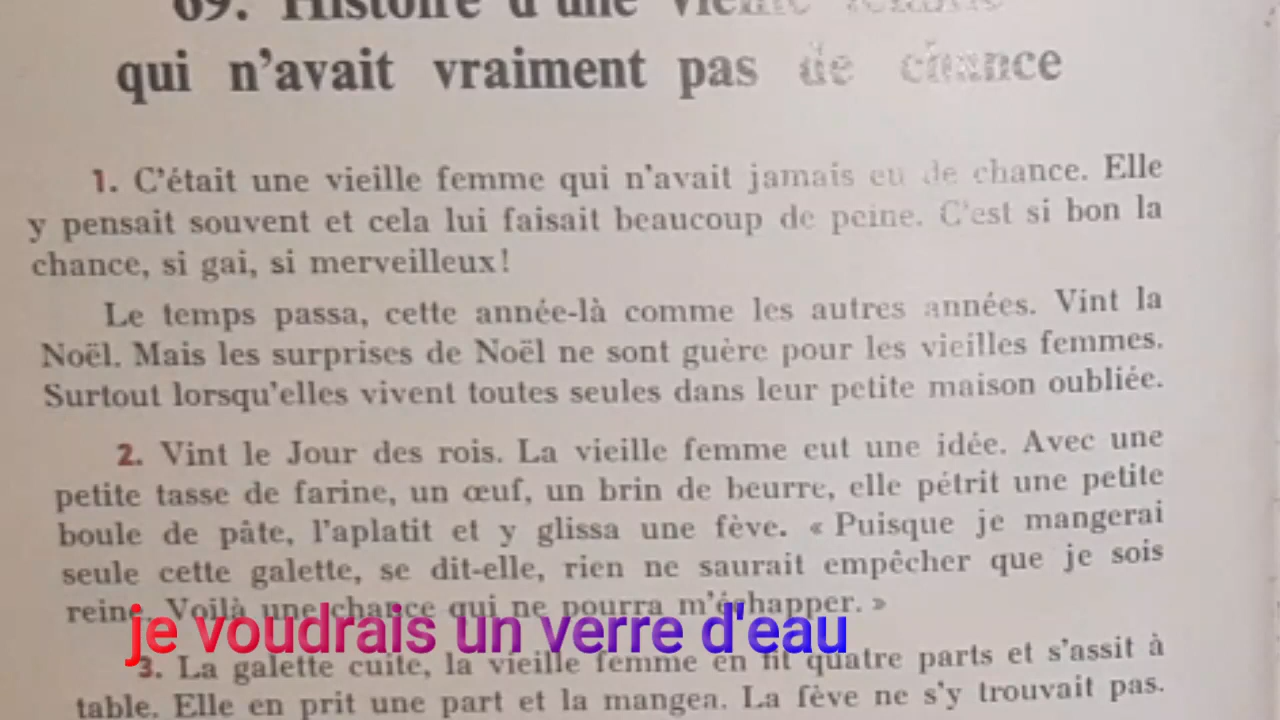 69. Histoire d'une vieille femme
qui n'avait vraiment pas de chance
1. C'était une vieille femme qui n'avait jamais eu de chance. Elle
y pensait souvent et cela lui faisait beaucoup de peine. C'est si bon la
chance, si gai, si merveilleux!
Le temps passa, cette année-là comme les autres années. Vint la
Noël. Mais les surprises de Noël ne sont guère pour les vieilles femmes.
Surtout lorsqu'elles vivent toutes seules dans leur petite maison oubliée.
2. Vint le Jour des rois. La vieille femme eut une idée. Avec une
petite tasse de farine, un œuf, un brin de beurre, elle pétrit une petite
boule de pâte, l'aplatit et y glissa une fève. « Puisque je mangerai
seule cette galette, se dit-elle, rien ne saurait empêcher que je sois
reine. Voilà une chance qui ne pourra m'échapper. »
je voudrais un verre d'eau
3. La galette cuite, la vieille femme en fit quatre parts et s'assit à
table. Elle en prit une part et la mangea. La fève ne s'y trouvait pas.